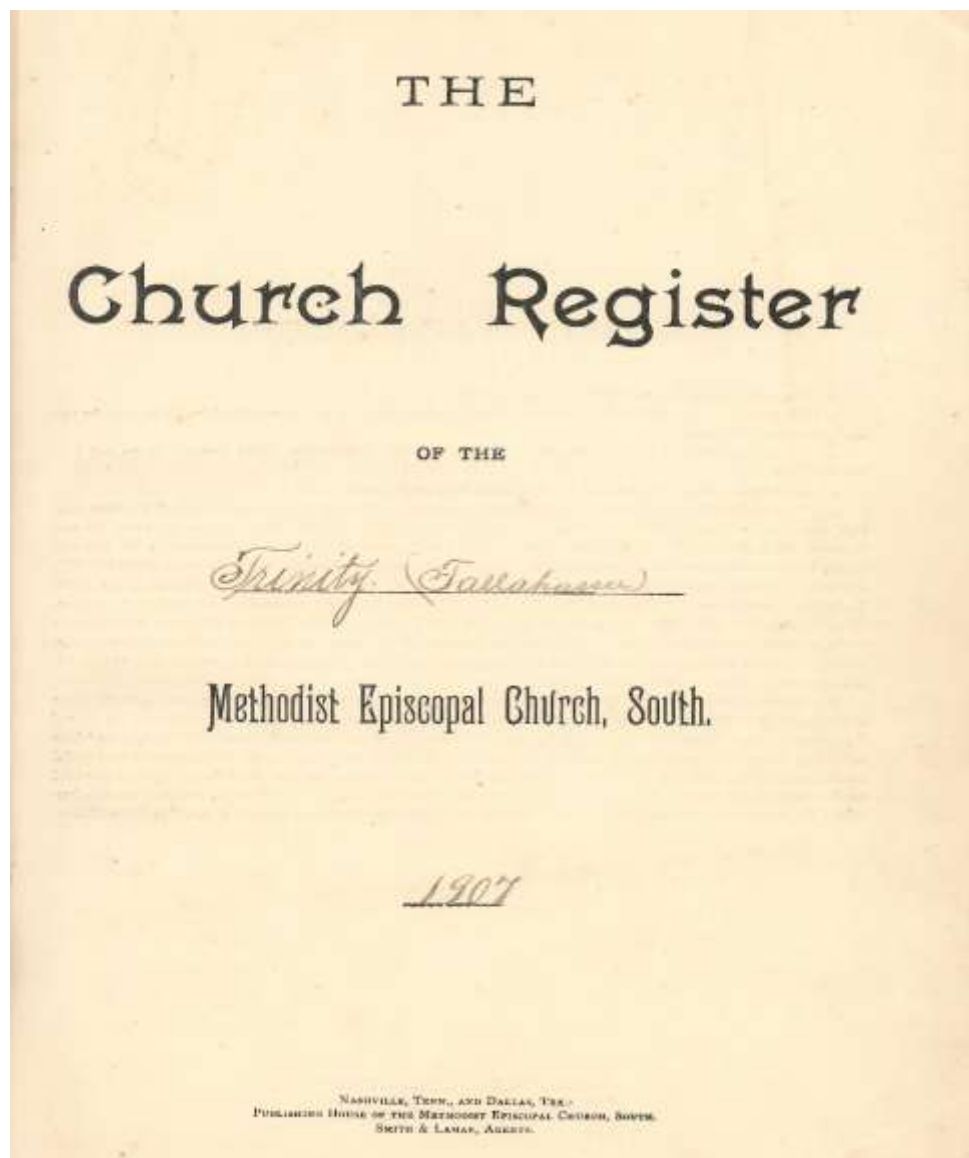 THE
Church Register
OF THE
Trinity. (Tallahassee)
Methodist Episcopal Church, South.
1907
NASHVILLE, TENN., AND DALLAS, TEX.
PUBLISHING HOUSE OF THE METHODIST EPISCOPAL CHURCH, SOUTH.
SMITH & LAMAR, AGENTS.